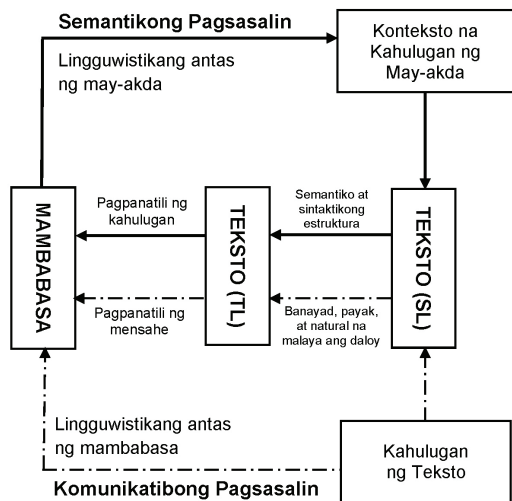 Semantikong Pagsasalin
Lingguwistikang antas
ng may-akda
Konteksto na
Kahulugan ng
May-akda
MAMBABASA
Pagpanatili ng
kahulugan
TEKSTO (TL)
Semantiko at
sintaktikong
estruktura
TEKSTO (SL)
Pagpanatili ng
mensahe
Banayad, payak,
at natural na
malaya ang daloy
Lingguwistikang antas
ng mambabasa
Kahulugan
ng Teksto
Komunikatibong Pagsasalin